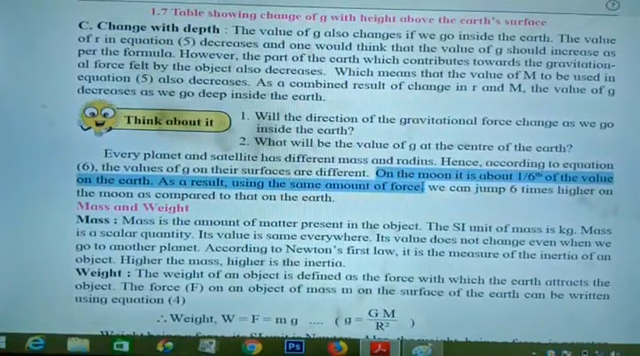 1.7 Table showing change of g with height above the earth's surface
C. Change with depth : The value of g also changes if we go inside the earth. The value
of r in equation (5) decreases and one would think that the value of g should increase as
per the formula. However, the part of the earth which contributes towards the gravitation-
al force felt by the object also decreases. Which means that the value of M to be used in
equation (5) also decreases. As a combined result of change in r and M, the value of g
decreases as we go deep inside the earth.
Think about it
1. Will the direction of the gravitational force change as we go
inside the earth?
2. What will be the value of g at the centre of the earth?
Every planet and satellite has different mass and radius. Hence, according to equation
(6), the values of g on their surfaces are different. On the moon it is about 1/6th of the value
on the earth. As a result, using the same amount of force, we can jump 6 times higher on
the moon as compared to that on the earth.
Mass and Weight
Mass : Mass is the amount of matter present in the object. The SI unit of mass is kg. Mass
is a scalar quantity. Its value is same everywhere. Its value does not change even when we
go to another planet. According to Newton's first law, it is the measure of the inertia of an
object. Higher the mass, higher is the inertia.
Weight : The weight of an object is defined as the force with which the earth attracts the
object. The force (F) on an object of mass m on the surface of the earth can be written
using equation (4)
∴ Weight, W = F = m g .... ( g = G M / R² )
Ps